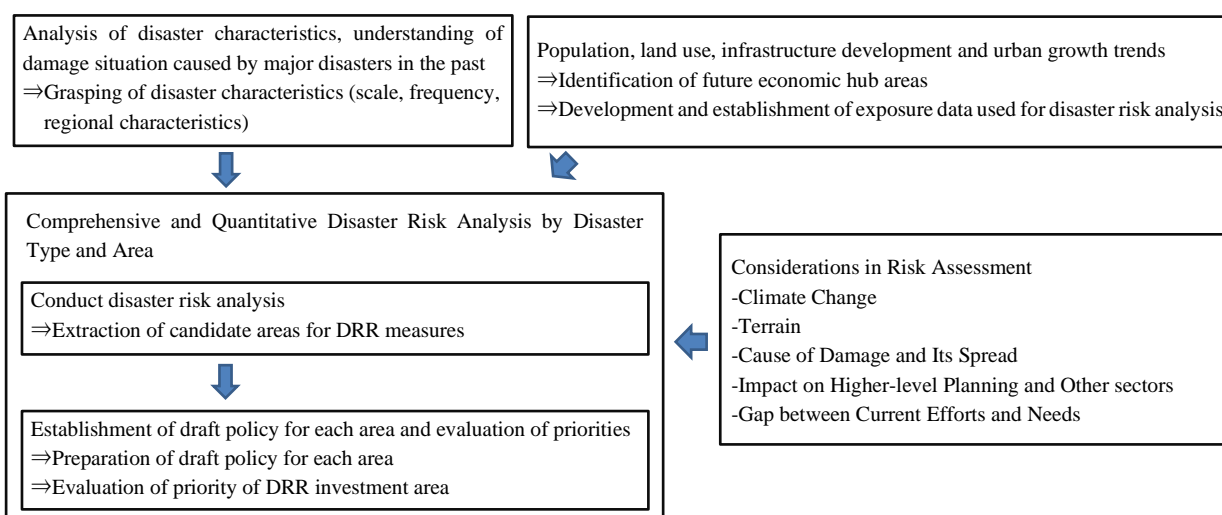 Analysis of disaster characteristics, understanding of
damage situation caused by major disasters in the past
⇒Grasping of disaster characteristics (scale, frequency,
regional characteristics)
Population, land use, infrastructure development and urban growth trends
⇒Identification of future economic hub areas
⇒Development and establishment of exposure data used for disaster risk analysis
Comprehensive and Quantitative Disaster Risk Analysis by Disaster
Type and Area
Conduct disaster risk analysis
⇒Extraction of candidate areas for DRR measures
Establishment of draft policy for each area and evaluation of priorities
⇒Preparation of draft policy for each area
⇒Evaluation of priority of DRR investment area
Considerations in Risk Assessment
-Climate Change
-Terrain
-Cause of Damage and Its Spread
-Impact on Higher-level Planning and Other sectors
-Gap between Current Efforts and Needs